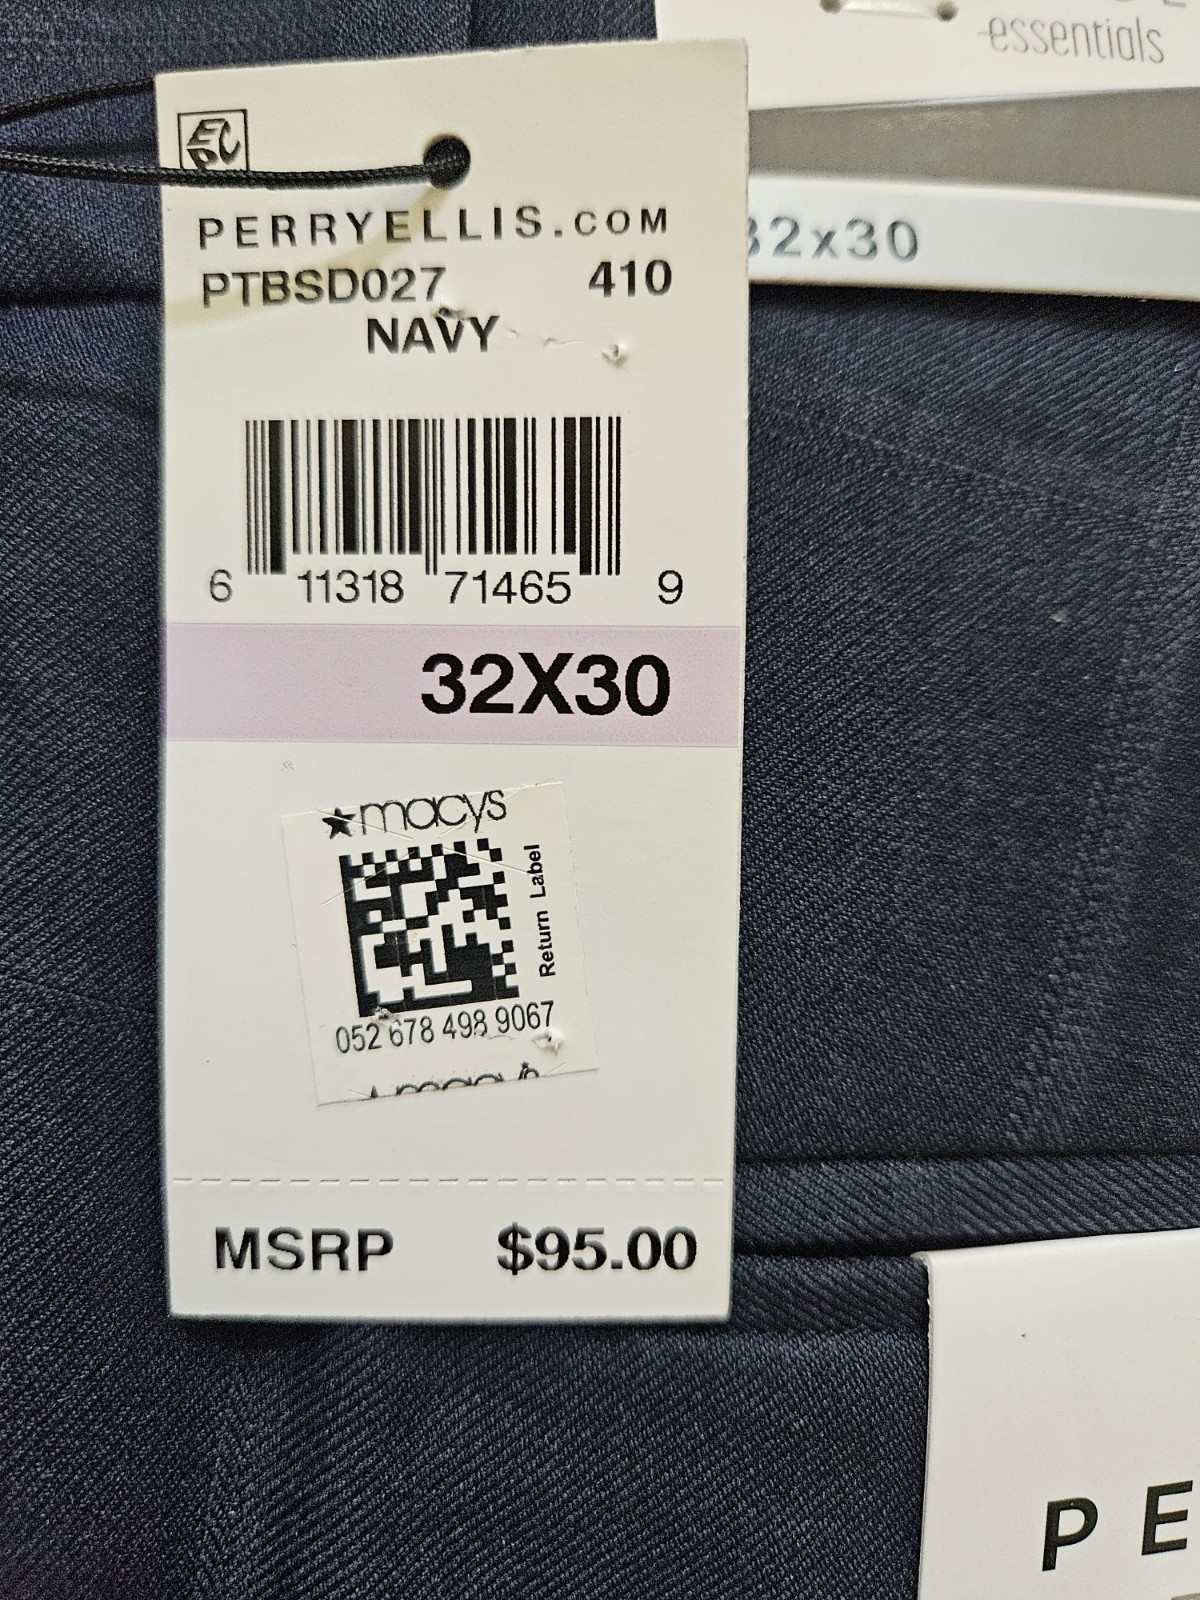 essentials
32x30
PERRYELLIS.COM
PTBSD027 410
NAVY
6 11318 71465 9
32X30
macys
Return Label
052 678 498 9067
MSRP $95.00
PE